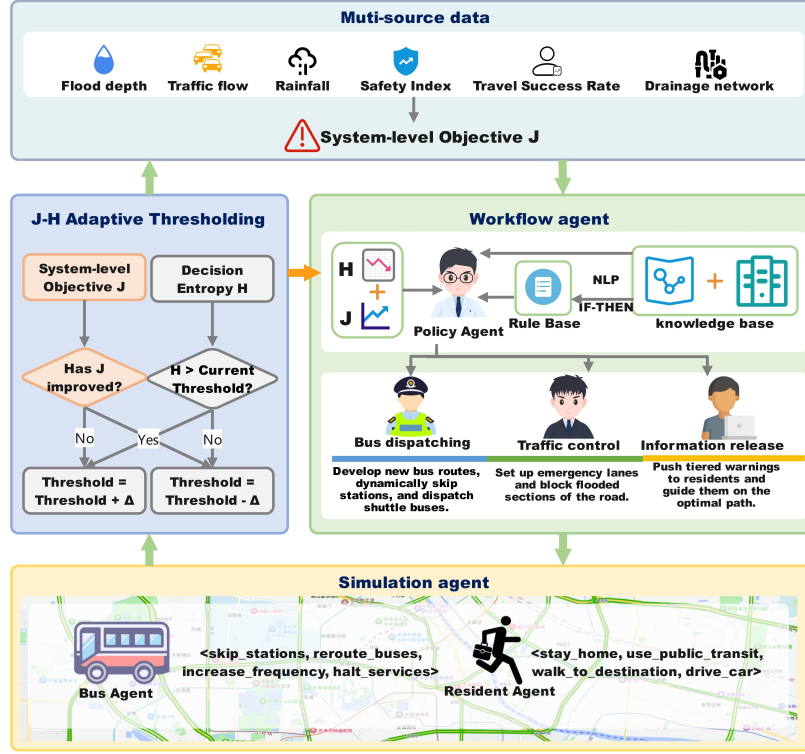 Muti-source data
Flood depth
Traffic flow
Rainfall
Safety Index
Travel Success Rate
Drainage network
System-level Objective J
J-H Adaptive Thresholding
System-level
Objective J
Decision
Entropy H
Has J
improved?
H > Current
Threshold?
No
Yes
No
Threshold =
Threshold + Δ
Threshold =
Threshold - Δ
Workflow agent
H
+
J
Policy Agent
Rule Base
NLP
IF-THEN
+
knowledge base
Bus dispatching
Develop new bus routes,
dynamically skip
stations, and dispatch
shuttle buses.
Traffic control
Set up emergency lanes
and block flooded
sections of the road.
Information release
Push tiered warnings
to residents and
guide them on the
optimal path.
Simulation agent
Bus Agent
<skip_stations, reroute_buses,
increase_frequency, halt_services>
Resident Agent
<stay_home, use_public_transit,
walk_to_destination, drive_car>